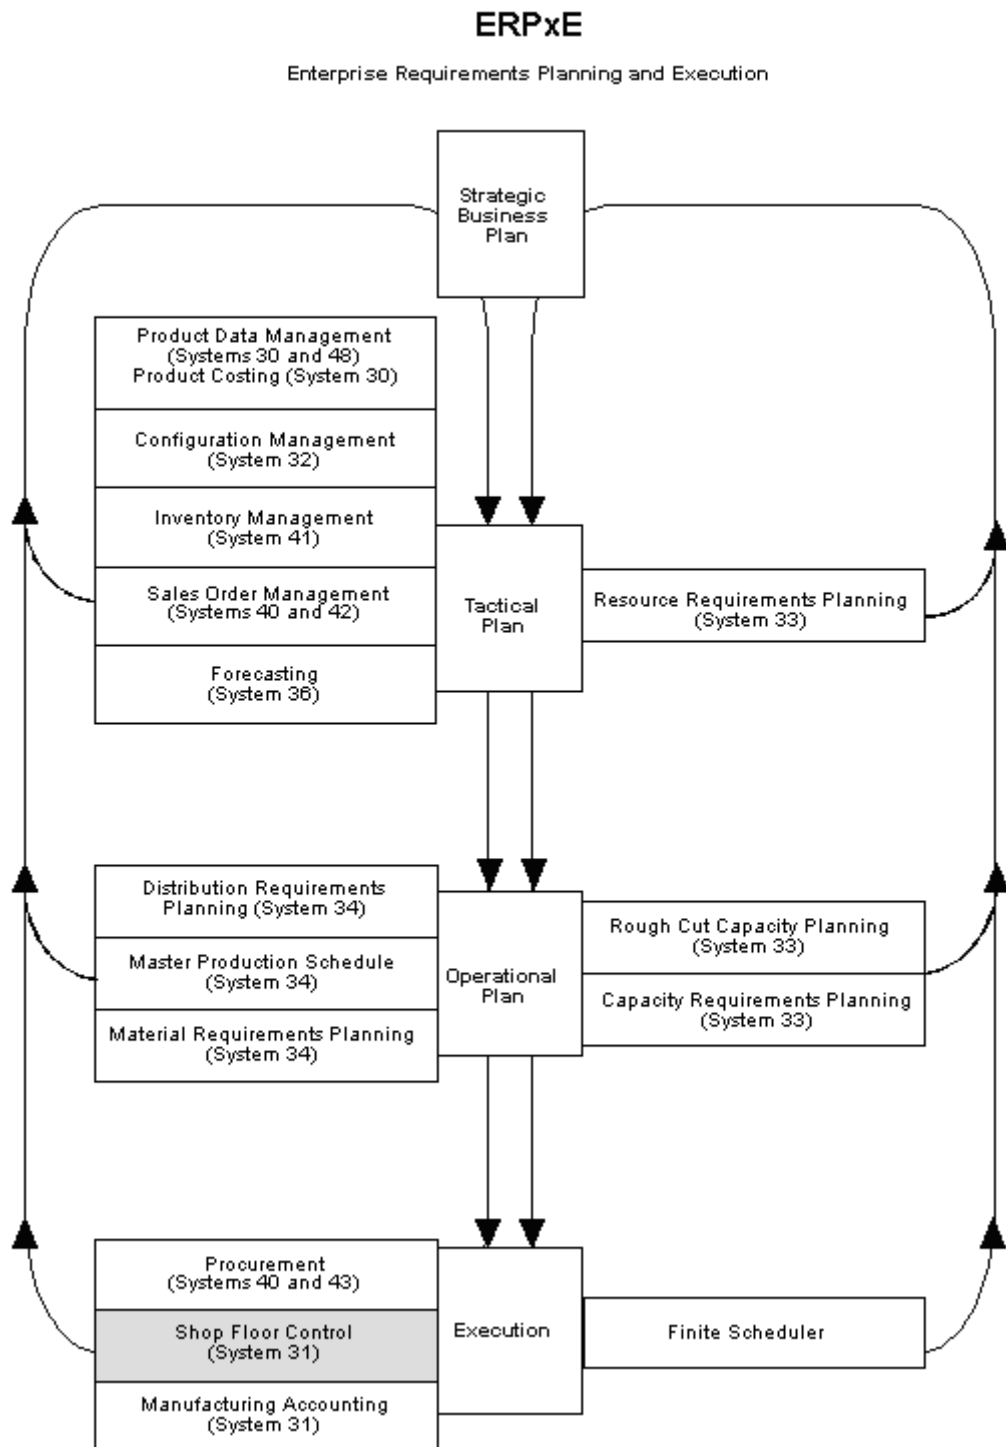 ERPxE
Enterprise Requirements Planning and Execution
Strategic
Business
Plan
Product Data Management
(Systems 30 and 48)
Product Costing (System 30)
Configuration Management
(System 32)
Inventory Management
(System 41)
Sales Order Management
(Systems 40 and 42)
Forecasting
(System 36)
Tactical
Plan
Resource Requirements Planning
(System 33)
Distribution Requirements
Planning (System 34)
Master Production Schedule
(System 34)
Material Requirements Planning
(System 34)
Operational
Plan
Rough Cut Capacity Planning
(System 33)
Capacity Requirements Planning
(System 33)
Procurement
(Systems 40 and 43)
Shop Floor Control
(System 31)
Manufacturing Accounting
(System 31)
Execution
Finite Scheduler